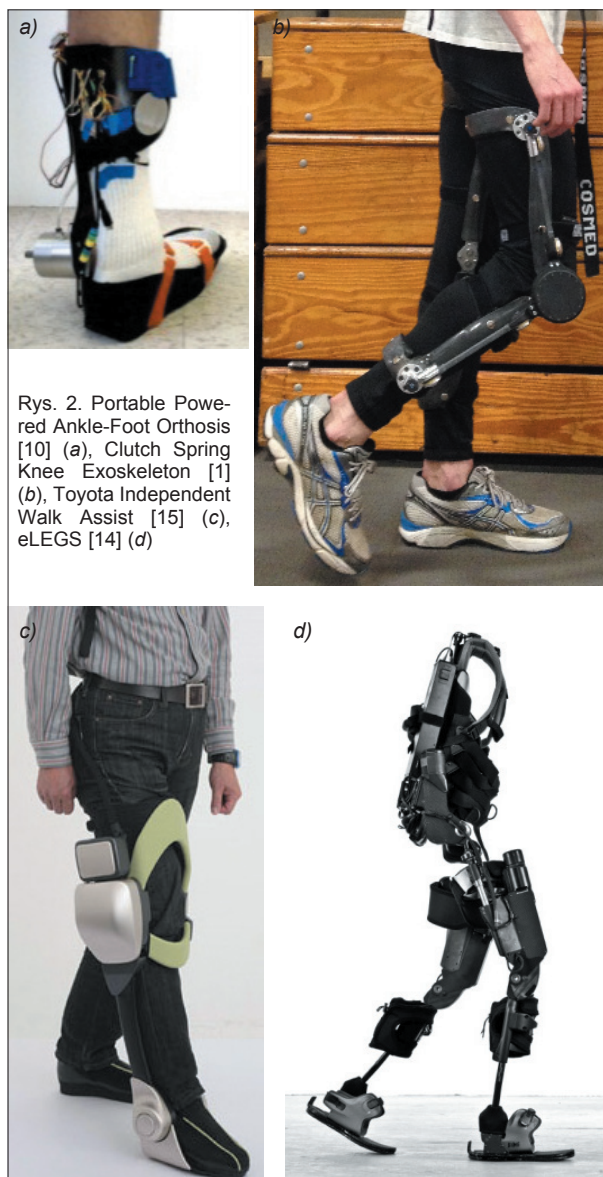 a)
b)
COSMED
Rys. 2. Portable Powe-
red Ankle-Foot Orthosis
[10] (a), Clutch Spring
Knee Exoskeleton [1]
(b), Toyota Independent
Walk Assist [15] (c),
eLEGS [14] (d)
c)
d)